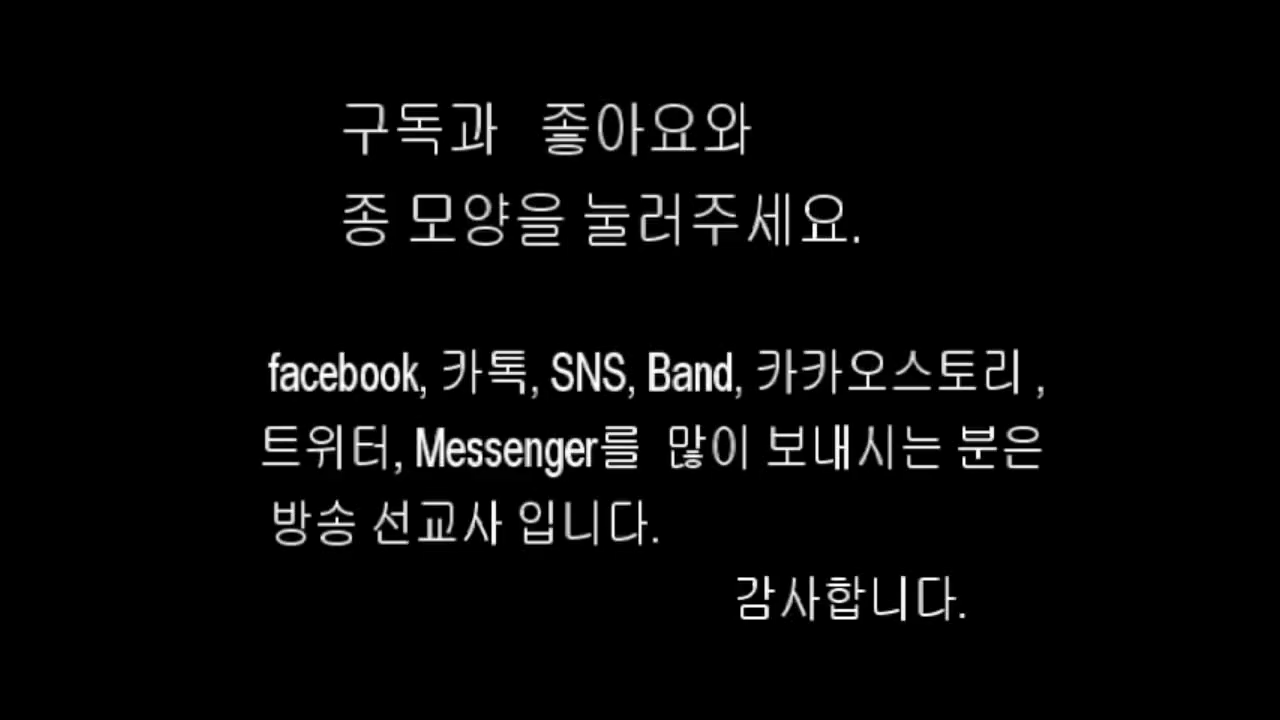 구독과 좋아요와
종 모양을 눌러주세요.
facebook, 카톡, SNS, Band, 카카오스토리 ,
트위터, Messenger를 많이 보내시는 분은
방송 선교사 입니다.
감사합니다.